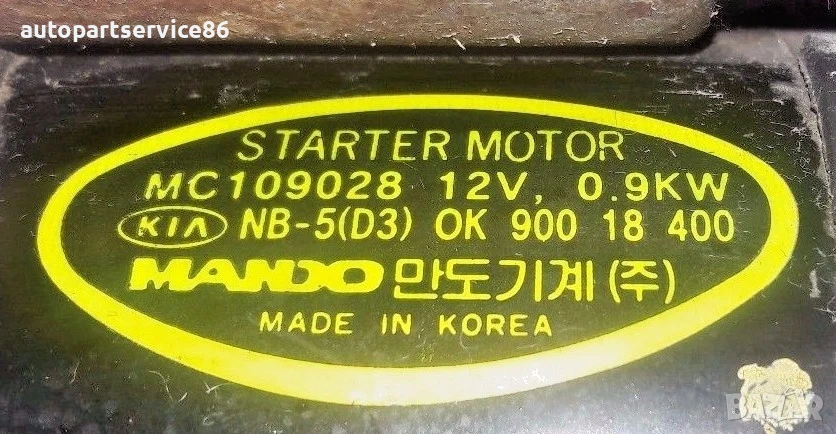 autopartservice86
STARTER MOTOR
MC109028 12V, 0.9KW
KIA NB-5(D3) OK 900 18 400
MANDO 만도기계(주)
MADE IN KOREA
BAZAR